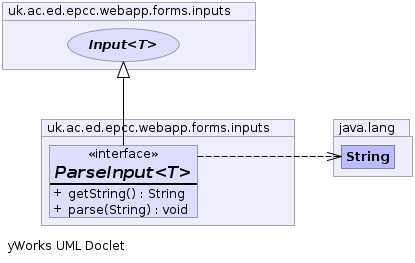 uk.ac.ed.epcc.webapp.forms.inputs
Input<T>
uk.ac.ed.epcc.webapp.forms.inputs
java.lang
«interface»
ParseInput<T>
String
+ getString() : String
+ parse(String) : void
yWorks UML Doclet